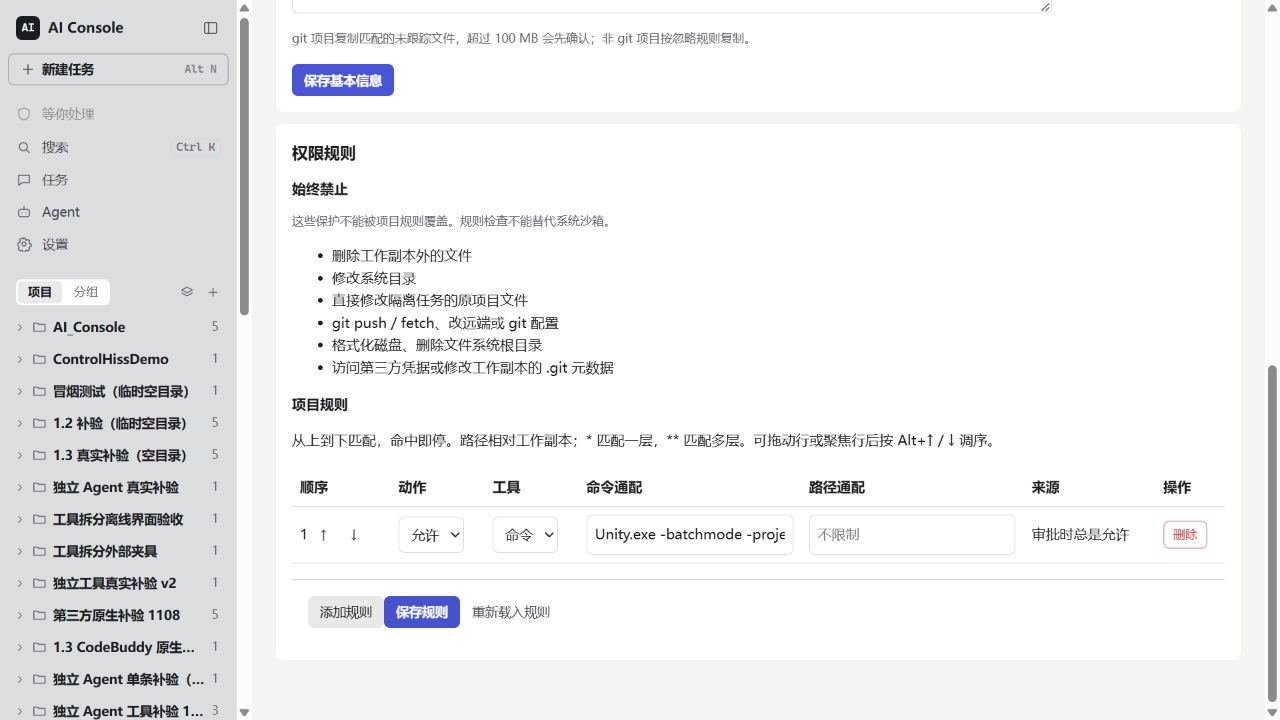 AI AI Console
新建任务 Alt N
等你处理
搜索 Ctrl K
任务
Agent
设置
项目 分组
AI_Console 5
ControlHissDemo 1
冒烟测试（临时空目录） 1
1.2 补验（临时空目录） 5
1.3 真实补验（空目录） 5
独立 Agent 真实补验 1
工具拆分离线界面验收 1
工具拆分外部夹具 1
独立工具真实补验 v2 1
第三方原生补验 1108 5
1.3 CodeBuddy 原生... 1
独立 Agent 单条补验（... 1
独立 Agent 工具补验 1... 3
git 项目复制匹配的未跟踪文件，超过 100 MB 会先确认；非 git 项目按忽略规则复制。
保存基本信息
权限规则
始终禁止
这些保护不能被项目规则覆盖。规则检查不能替代系统沙箱。
• 删除工作副本外的文件
• 修改系统目录
• 直接修改隔离任务的原项目文件
• git push / fetch、改远端或 git 配置
• 格式化磁盘、删除文件系统根目录
• 访问第三方凭据或修改工作副本的 .git 元数据
项目规则
从上到下匹配，命中即停。路径相对工作副本；* 匹配一层，** 匹配多层。可拖动行或聚焦行后按 Alt+↑ / ↓ 调序。
顺序 动作 工具 命令通配 路径通配 来源 操作
1 ↑ ↓ 允许 命令 Unity.exe -batchmode -proje 不限制 审批时总是允许 删除
添加规则 保存规则 重新载入规则